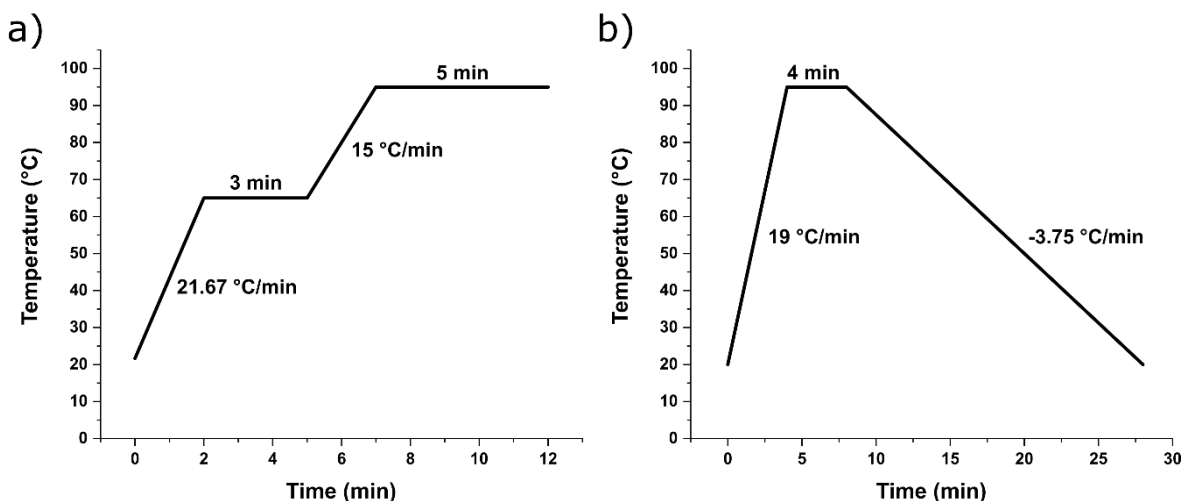 a)
100
90
80
70
60
50
40
30
20
10
0
Temperature (°C)
5 min
15 °C/min
3 min
21.67 °C/min
0 2 4 6 8 10 12
Time (min)
b)
100
90
80
70
60
50
40
30
20
10
0
Temperature (°C)
4 min
19 °C/min
-3.75 °C/min
0 5 10 15 20 25 30
Time (min)